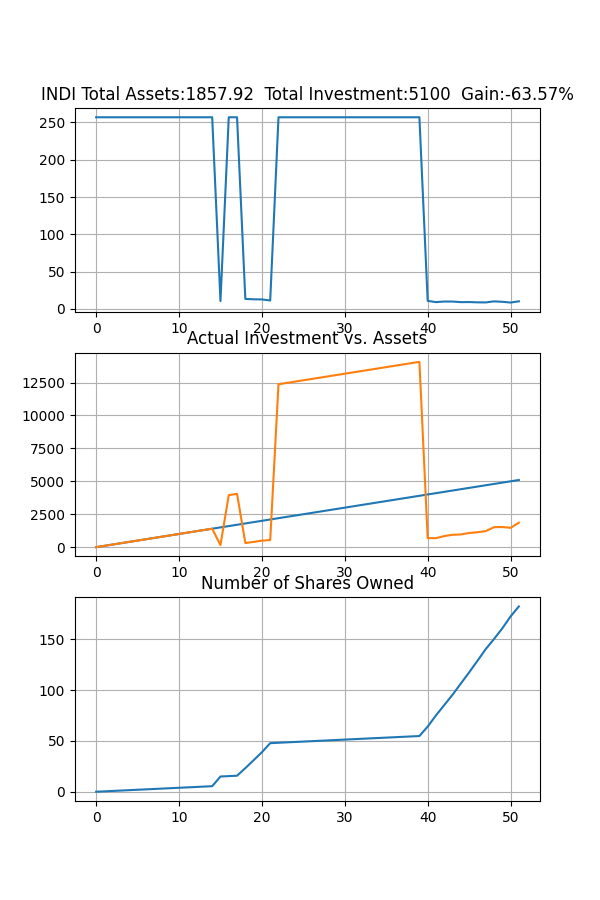 INDI Total Assets:1857.92  Total Investment:5100  Gain:-63.57%
250
200
150
100
50
0
0 10 20 30 40 50
Actual Investment vs. Assets
12500
10000
7500
5000
2500
0
0 10 20 30 40 50
Number of Shares Owned
150
100
50
0
0 10 20 30 40 50